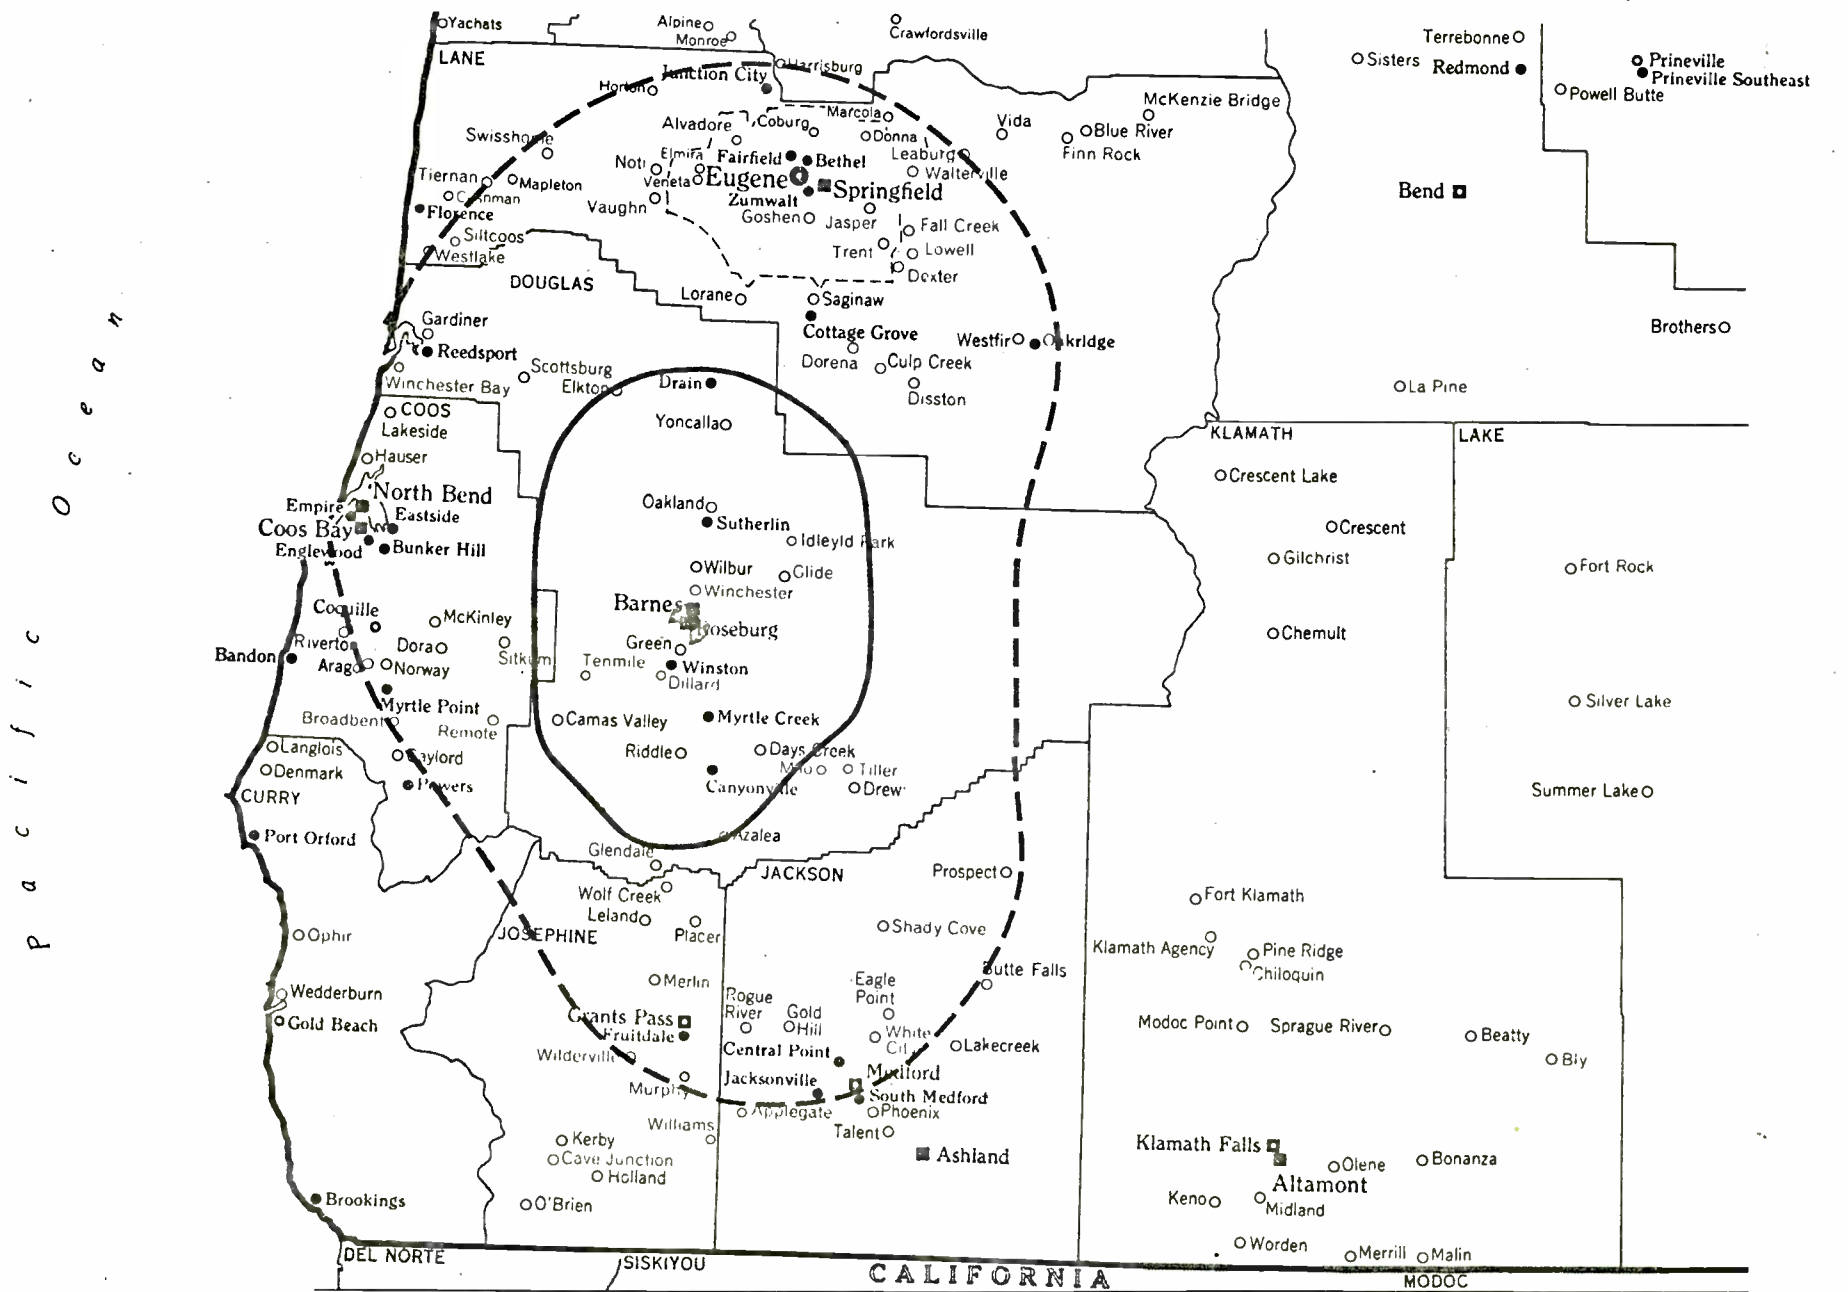 Yachats
Alpine
Monroe
Crawfordsville
Terrebonne
Sisters
Redmond
Prineville
Prineville Southeast
Powell Butte
LANE
Junction City
Harrisburg
Horton
McKenzie Bridge
Marcola
Vida
Blue River
Finn Rock
Swisshome
Alvadore
Coburg
Donna
Leaburg
Walterville
Noti
Elmira
Fairfield
Bethel
Tiernan
Mapleton
Veneta
Eugene
Springfield
Bend
Cushman
Florence
Vaughn
Zumwalt
Goshen
Jasper
Fall Creek
Siltcoos
Westlake
Trent
Lowell
Dexter
DOUGLAS
Lorane
Saginaw
Gardiner
Reedsport
Cottage Grove
Westfir
Oakridge
Brothers
Scottsburg
Dorena
Culp Creek
Winchester Bay
Elkton
Drain
Disston
La Pine
COOS
Lakeside
Yoncalla
KLAMATH
LAKE
Hauser
Crescent Lake
North Bend
Empire
Eastside
Oakland
Sutherlin
Coos Bay
Crescent
Englewood
Bunker Hill
Idleyld Park
Gilchrist
Wilbur
Glide
Fort Rock
Winchester
Coquille
McKinley
Barnes
Roseburg
Chemult
Riverton
Dora
Green
Bandon
Arago
Norway
Sitkum
Tenmile
Winston
Dillard
Myrtle Point
Silver Lake
Broadbent
Remote
Camas Valley
Myrtle Creek
Langlois
Gaylord
Riddle
Days Creek
Denmark
Milo
Tiller
Powers
Canyonville
Drew
Summer Lake
CURRY
Port Orford
Azalea
Glendale
JACKSON
Prospect
Wolf Creek
Fort Klamath
Leland
Placer
Shady Cove
Ophir
JOSEPHINE
Klamath Agency
Pine Ridge
Chiloquin
Merlin
Butte Falls
Eagle
Point
Wedderburn
Rogue
River
Gold
Hill
Gold Beach
Grants Pass
Fruitdale
White
City
Modoc Point
Sprague River
Beatty
Wilderville
Central Point
Lakecreek
Bly
Medford
Murphy
Jacksonville
South Medford
Applegate
Phoenix
Williams
Talent
Kerby
Ashland
Klamath Falls
Cave Junction
Olene
Bonanza
Holland
Altamont
Brookings
O'Brien
Keno
Midland
Worden
Merrill
Malin
DEL NORTE
SISKIYOU
CALIFORNIA
MODOC
Pacific Ocean